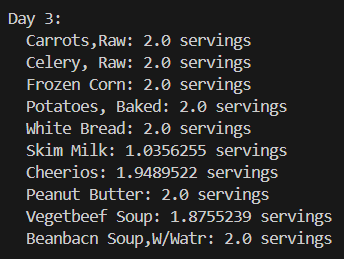 Day 3:
Carrots,Raw: 2.0 servings
Celery, Raw: 2.0 servings
Frozen Corn: 2.0 servings
Potatoes, Baked: 2.0 servings
White Bread: 2.0 servings
Skim Milk: 1.0356255 servings
Cheerios: 1.9489522 servings
Peanut Butter: 2.0 servings
Vegetbeef Soup: 1.8755239 servings
Beanbacn Soup,W/Watr: 2.0 servings